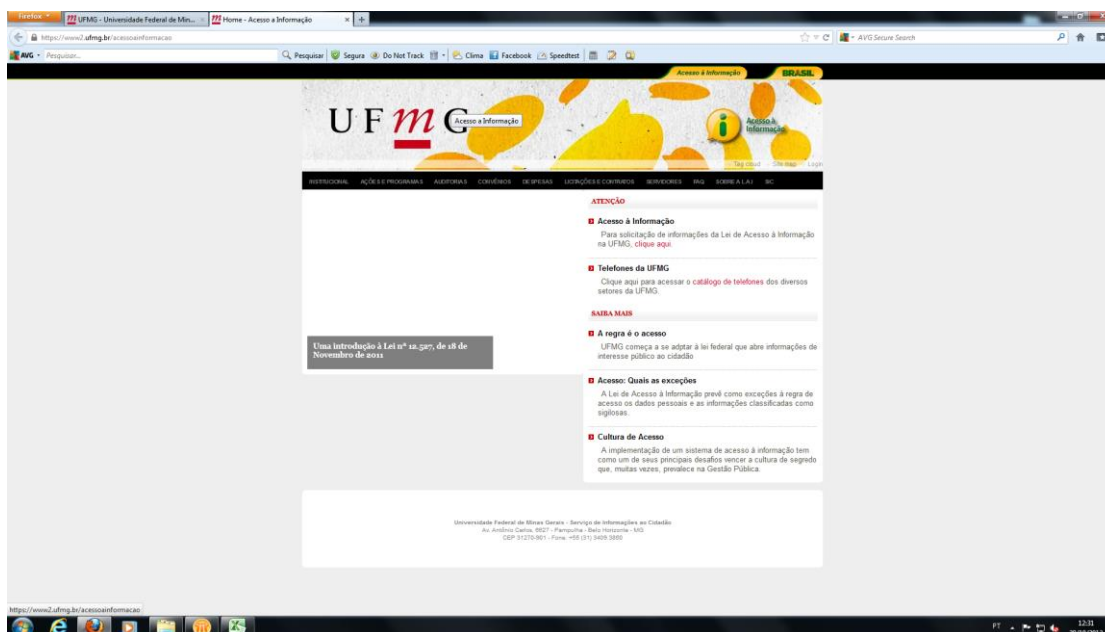 Firefox
UFMG - Universidade Federal de Min...
Home - Acesso a Informação
https://www2.ufmg.br/acessoainformacao
AVG Secure Search
AVG
Pesquisar...
Pesquisar
Segura
Do Not Track
Clima
Facebook
Speedtest
Acesso à Informação
BRASIL
UFMG
Acesso a Informação
Acesso à
Informação
Tag cloud
Site map
Login
INSTITUCIONAL AÇÕES E PROGRAMAS AUDITORIAS CONVÊNIOS DESPESAS LICITAÇÕES E CONTRATOS SERVIDORES FAQ SOBRE A L.A.I SIC
ATENÇÃO
Acesso à Informação
Para solicitação de informações da Lei de Acesso à Informação
na UFMG, clique aqui.
Telefones da UFMG
Clique aqui para acessar o catálogo de telefones dos diversos
setores da UFMG.
SAIBA MAIS
A regra é o acesso
UFMG começa a se adptar à lei federal que abre informações de
interesse público ao cidadão
Uma introdução à Lei nº 12.527, de 18 de
Novembro de 2011
Acesso: Quais as exceções
A Lei de Acesso à Informação prevê como exceções à regra de
acesso os dados pessoais e as informações classificadas como
sigilosas.
Cultura de Acesso
A implementação de um sistema de acesso à informação tem
como um de seus principais desafios vencer a cultura de segredo
que, muitas vezes, prevalece na Gestão Pública.
Universidade Federal de Minas Gerais - Serviço de Informações ao Cidadão
Av. Antônio Carlos, 6627 - Pampulha - Belo Horizonte - MG
CEP 31270-901 - Fone: +55 (31) 3409-3888
https://www2.ufmg.br/acessoainformacao
PT
12:31